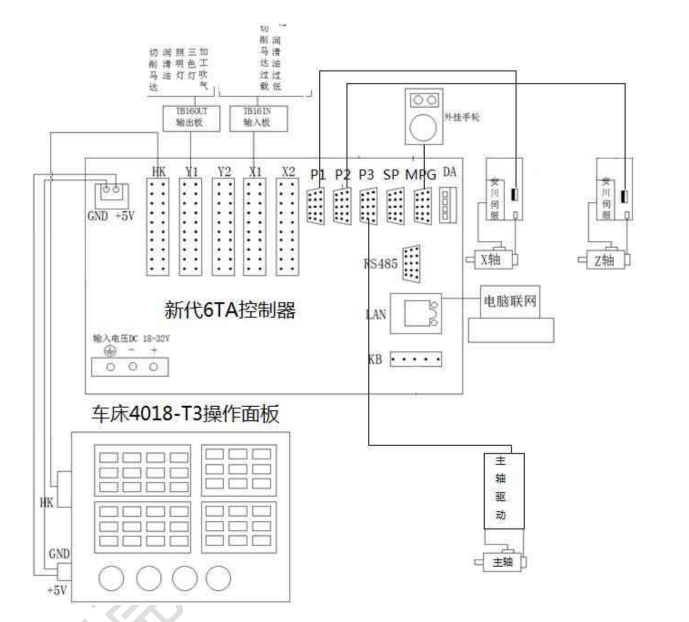 切削马达
润滑油
照明灯
三色灯
加工吹气
切削马达过载
润滑油过低
TB16OUT
输出板
TB16IN
输入板
外挂手轮
HK Y1 Y2 X1 X2 P1 P2 P3 SP MPG DA
GND +5V
安川伺服
X轴
安川伺服
Z轴
RS485
新代6TA控制器
LAN
电脑联网
输入电压DC 18-32V
- +
KB
车床4018-T3操作面板
HK
GND
+5V
主轴驱动
主轴